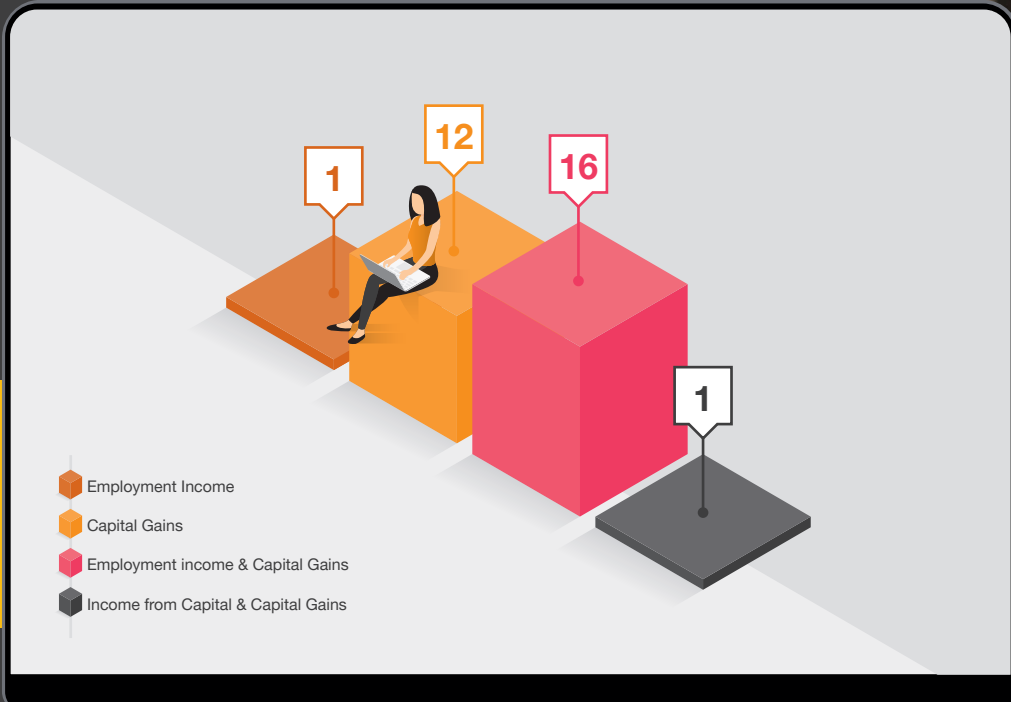 1
12
16
1
Employment Income
Capital Gains
Employment income & Capital Gains
Income from Capital & Capital Gains